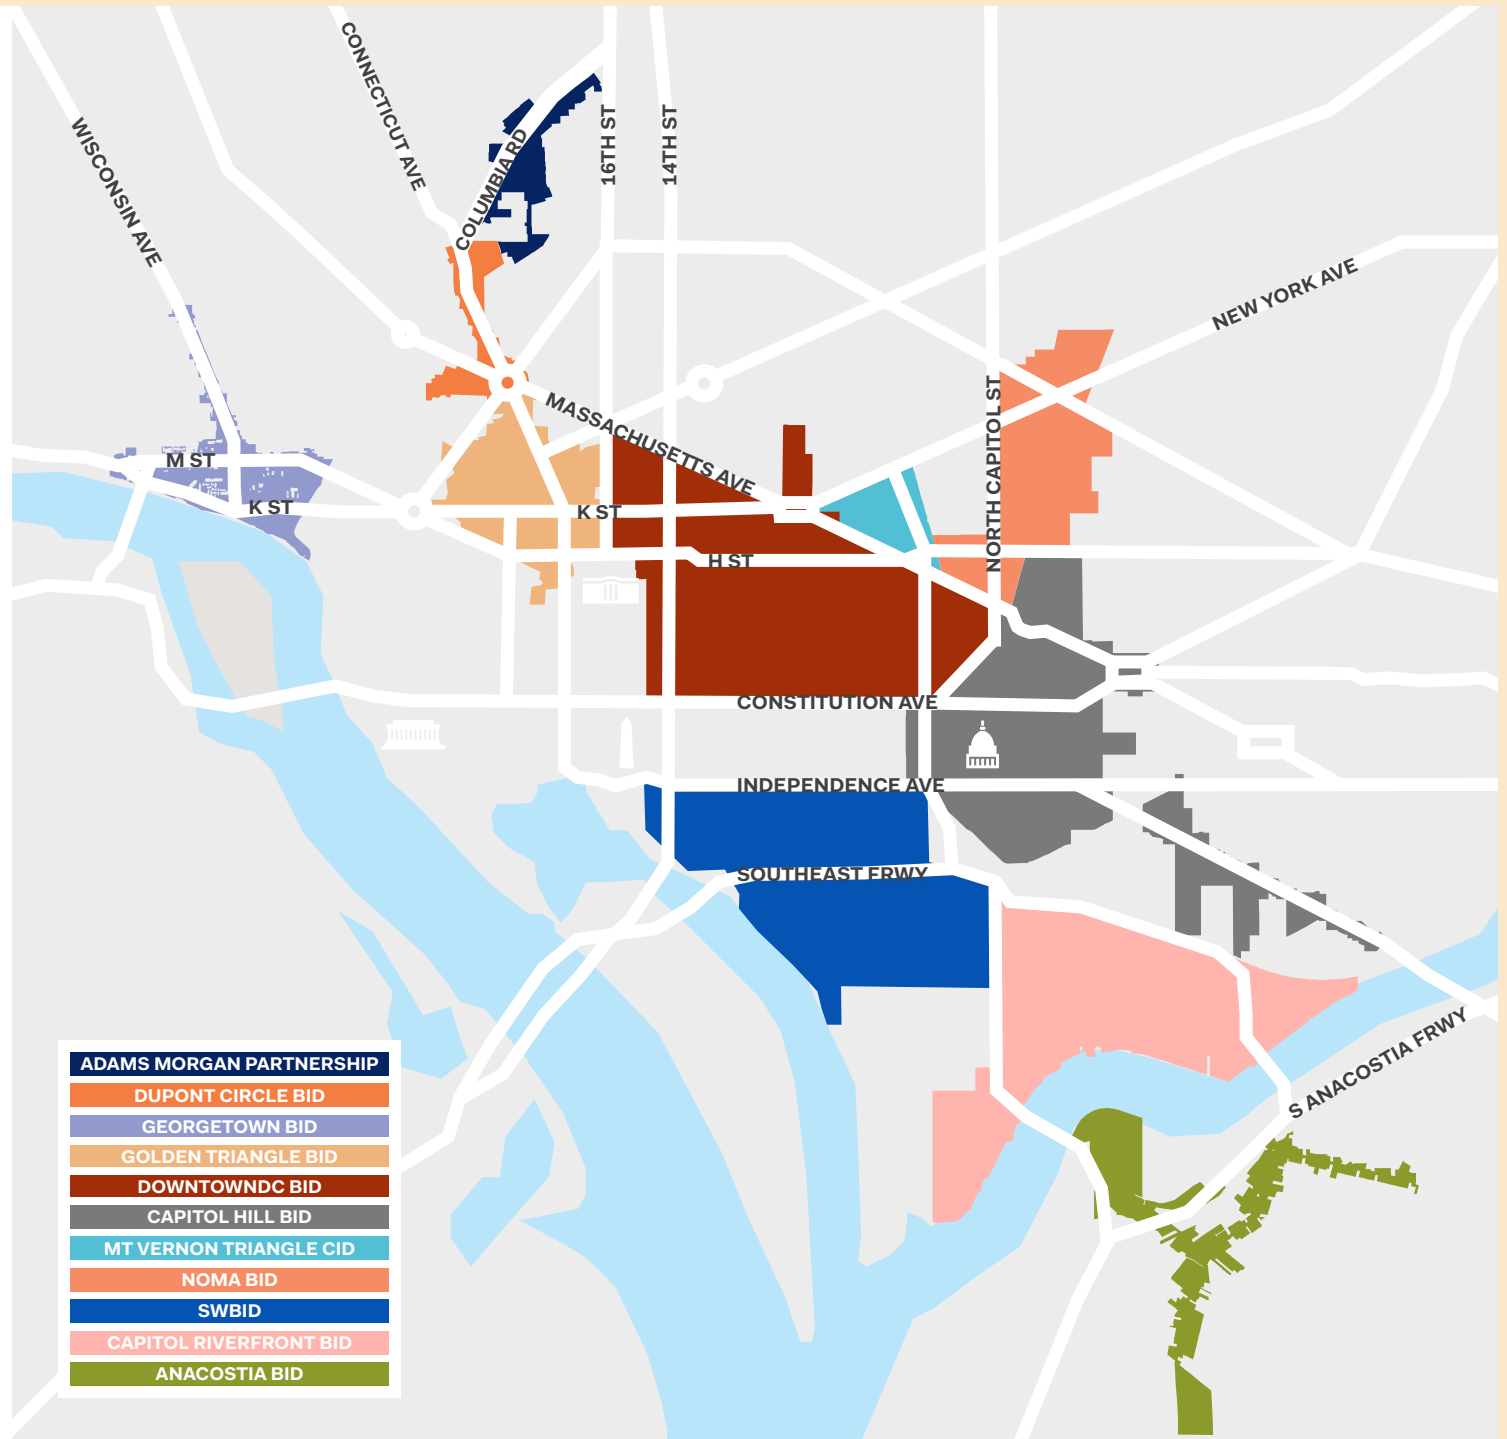 CONNECTICUT AVE
WISCONSIN AVE
COLUMBIA RD
16TH ST
14TH ST
NEW YORK AVE
MASSACHUSETTS AVE
NORTH CAPITOL ST
M ST
K ST
K ST
H ST
CONSTITUTION AVE
INDEPENDENCE AVE
SOUTHEAST FRWY
S ANACOSTIA FRWY
ADAMS MORGAN PARTNERSHIP
DUPONT CIRCLE BID
GEORGETOWN BID
GOLDEN TRIANGLE BID
DOWNTOWNDC BID
CAPITOL HILL BID
MT VERNON TRIANGLE CID
NOMA BID
SWBID
CAPITOL RIVERFRONT BID
ANACOSTIA BID